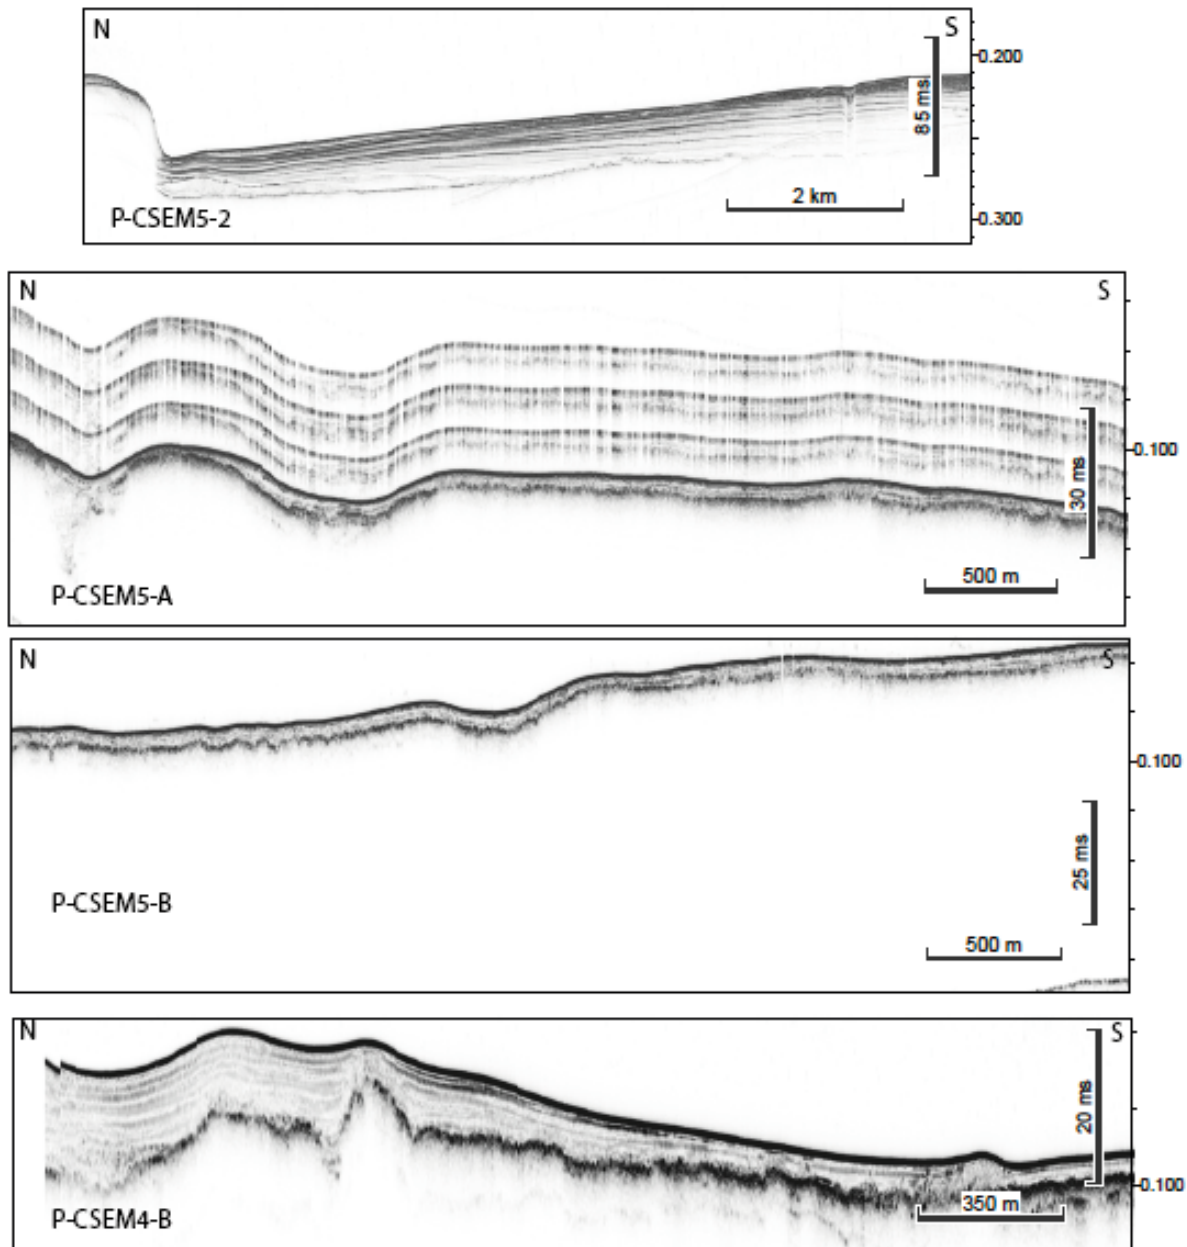 N S
0.200
85 ms
2 km
P-CSEM5-2
0.300
N S
0.100
30 ms
500 m
P-CSEM5-A
N S
0.100
25 ms
P-CSEM5-B
500 m
N S
20 ms
0.100
350 m
P-CSEM4-B